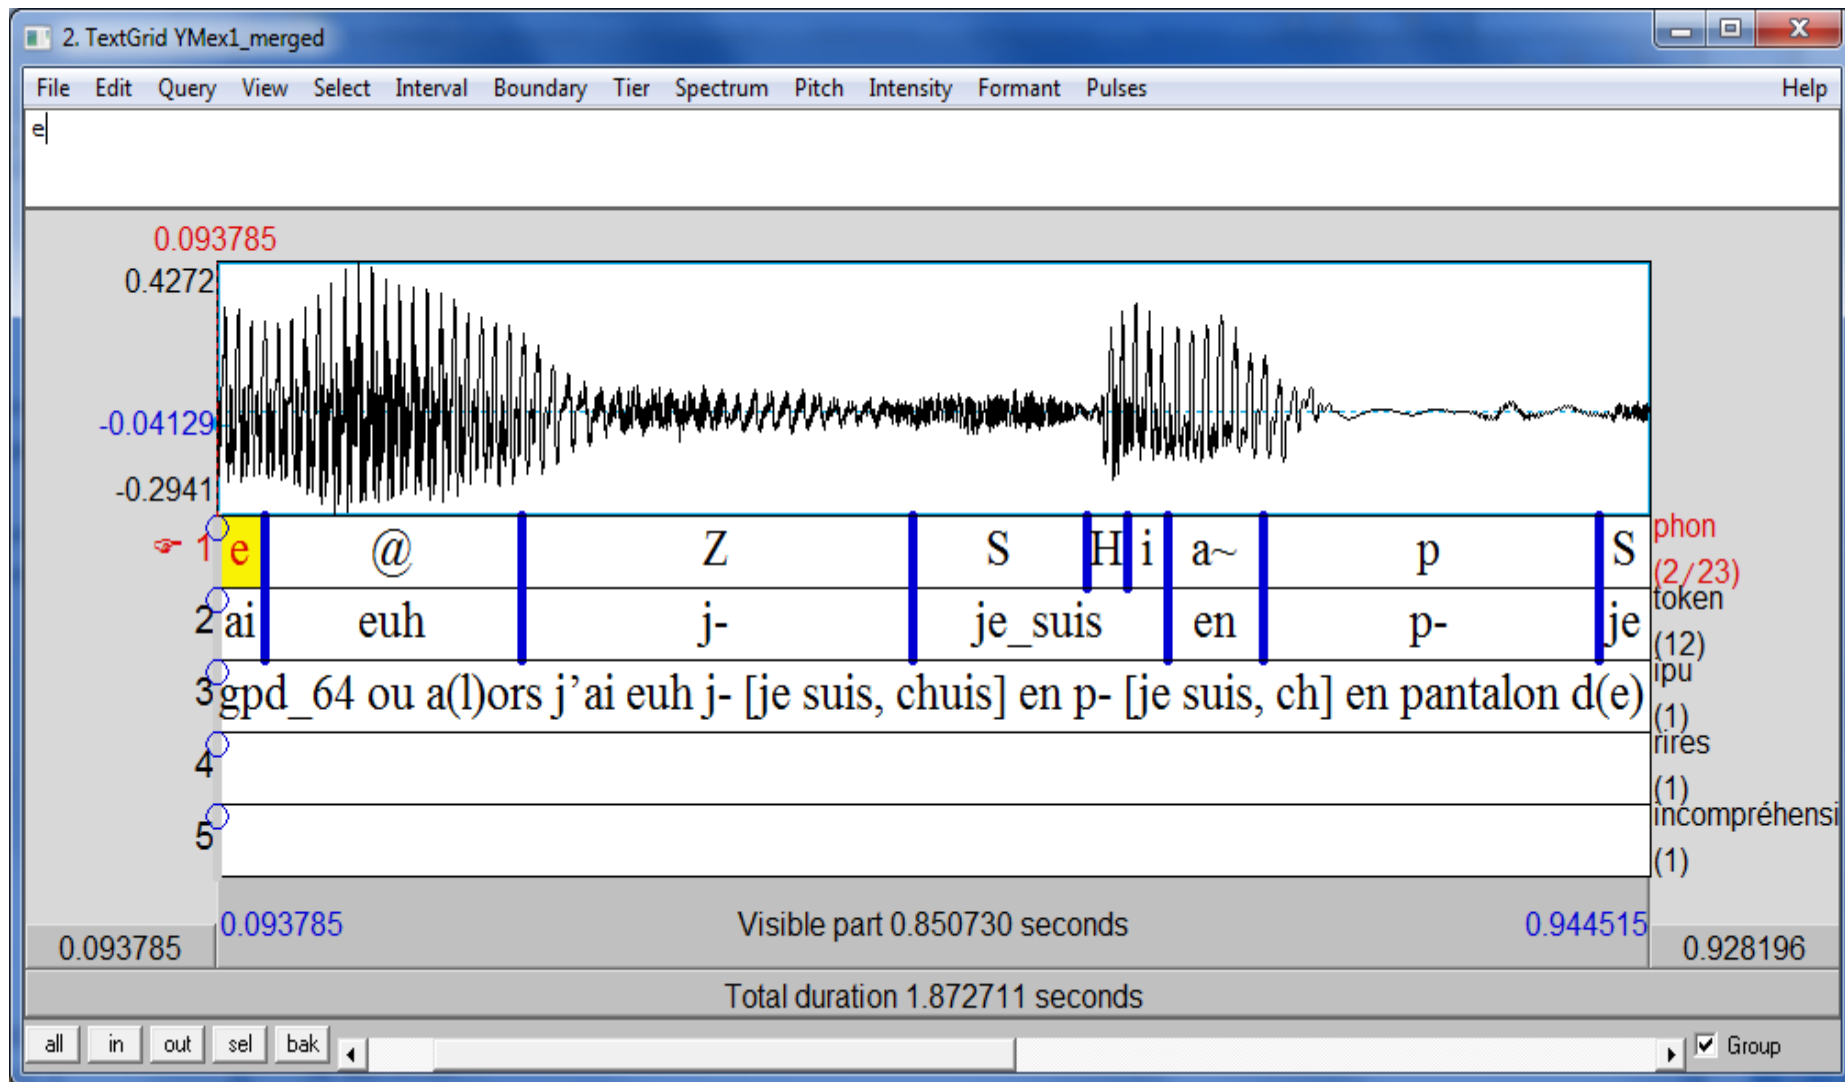 2. TextGrid YMex1_merged
File Edit Query View Select Interval Boundary Tier Spectrum Pitch Intensity Formant Pulses Help
e
0.093785
0.4272
-0.04129
-0.2941
1 e @ Z S H i a~ p S phon (2/23)
2 ai euh j- je_suis en p- je token (12)
3 gpd_64 ou a(l)ors j'ai euh j- [je suis, chuis] en p- [je suis, ch] en pantalon d(e) ipu (1)
4 rires (1)
5 incompréhensi (1)
0.093785 Visible part 0.850730 seconds 0.944515
0.093785 0.928196
Total duration 1.872711 seconds
all in out sel bak Group